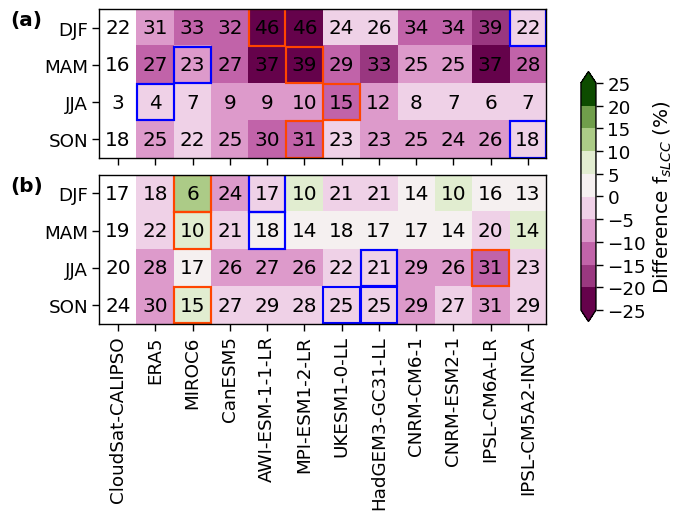 (a)
DJF 22 31 33 32 46 46 24 26 34 34 39 22
MAM 16 27 23 27 37 39 29 33 25 25 37 28
JJA 3 4 7 9 9 10 15 12 8 7 6 7
SON 18 25 22 25 30 31 23 23 25 24 26 18
(b)
DJF 17 18 6 24 17 10 21 21 14 10 16 13
MAM 19 22 10 21 18 14 18 17 17 14 20 14
JJA 20 28 17 26 27 26 22 21 29 26 31 23
SON 24 30 15 27 29 28 25 25 29 27 31 29
CloudSat-CALIPSO
ERA5
MIROC6
CanESM5
AWI-ESM-1-1-LR
MPI-ESM1-2-LR
UKESM1-0-LL
HadGEM3-GC31-LL
CNRM-CM6-1
CNRM-ESM2-1
IPSL-CM6A-LR
IPSL-CM5A2-INCA
25
20
15
10
5
0
−5
−10
−15
−20
−25
Difference fsLCC (%)